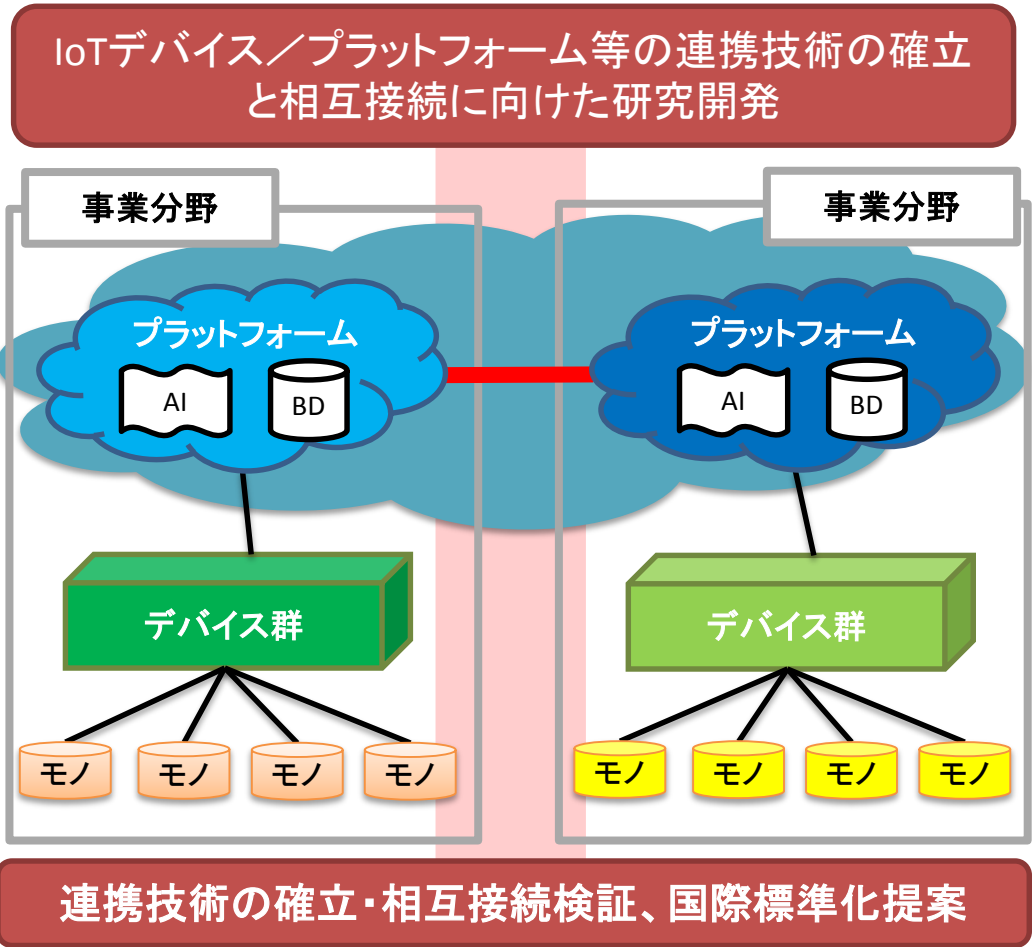 IoTデバイス／プラットフォーム等の連携技術の確立
と相互接続に向けた研究開発
事業分野
事業分野
プラットフォーム
プラットフォーム
AI
BD
AI
BD
デバイス群
デバイス群
モノ
モノ
モノ
モノ
モノ
モノ
モノ
モノ
連携技術の確立・相互接続検証、国際標準化提案